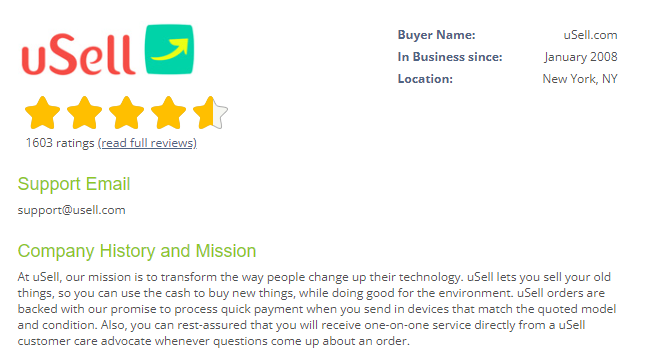 uSell
Buyer Name: uSell.com
In Business since: January 2008
Location: New York, NY
1603 ratings (read full reviews)
Support Email
support@usell.com
Company History and Mission
At uSell, our mission is to transform the way people change up their technology. uSell lets you sell your old
things, so you can use the cash to buy new things, while doing good for the environment. uSell orders are
backed with our promise to process quick payment when you send in devices that match the quoted model
and condition. Also, you can rest-assured that you will receive one-on-one service directly from a uSell
customer care advocate whenever questions come up about an order.